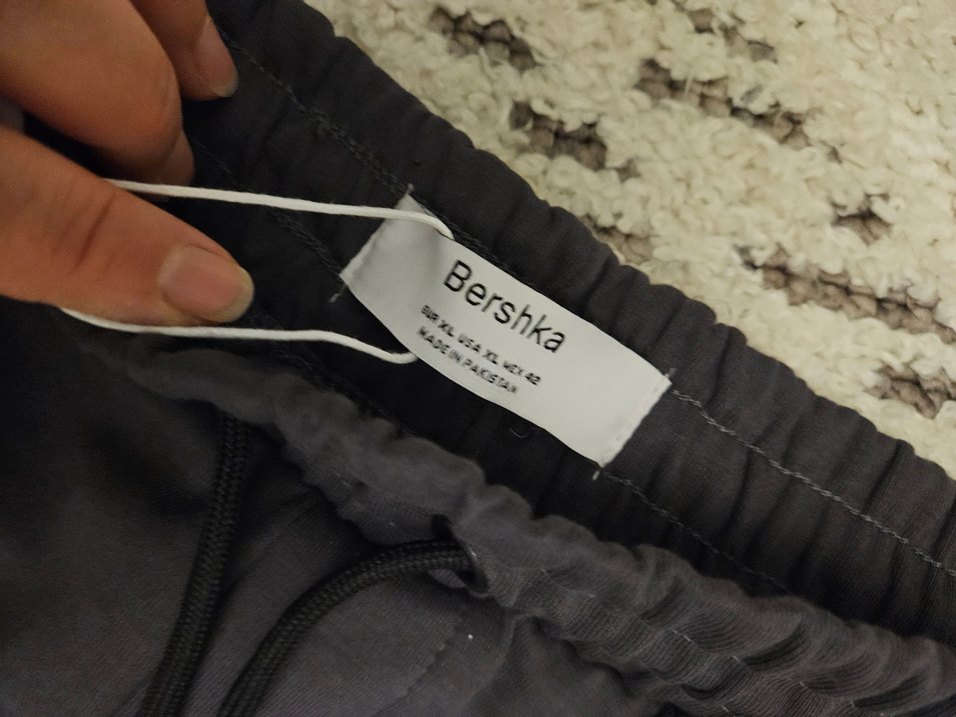 Bershka
EUR XL USA XL MEX 42
MADE IN PAKISTAN